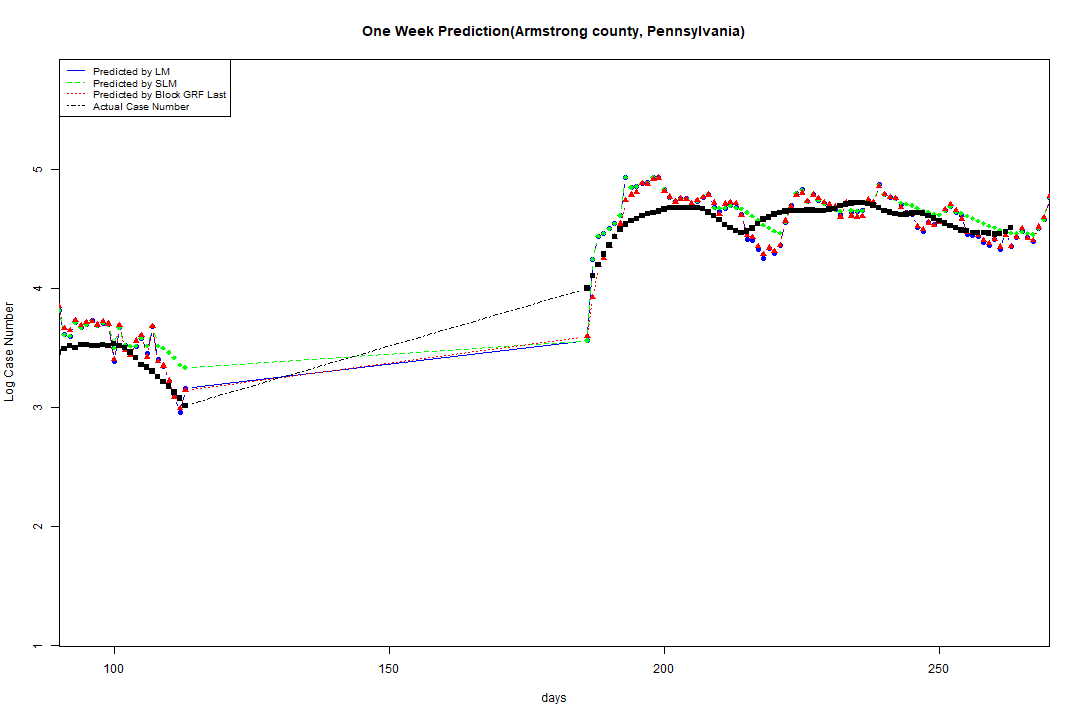 One Week Prediction(Armstrong county, Pennsylvania)
Predicted by LM
Predicted by SLM
Predicted by Block GRF Last
Actual Case Number
5
4
3
2
1
Log Case Number
100 150 200 250
days